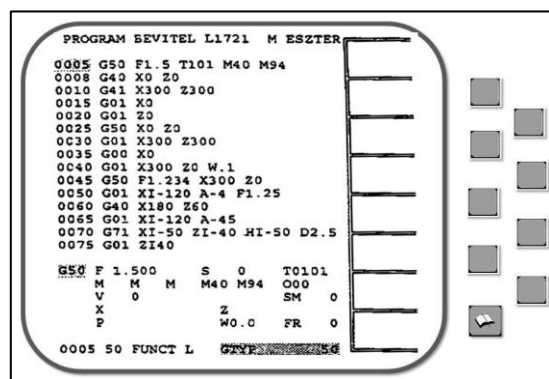 PROGRAM BEVITEL L1721 M ESZTER
0005 G50 F1.5 T101 M40 M94
0008 G40 X0 Z0
0010 G41 X300 Z300
0015 G01 X0
0020 G01 Z0
0025 G50 X0 Z0
0030 G01 X300 Z300
0035 G00 X0
0040 G01 X300 Z0 W.1
0045 G50 F1.234 X300 Z0
0050 G01 XI-120 A-4 F1.25
0060 G40 X180 Z60
0065 G01 XI-120 A-45
0070 G71 XI-50 ZI-40 HI-50 D2.5
0075 G01 ZI40
G50 F 1.500 S 0 T0101
M M M M40 M94 O00
V 0 SM 0
X Z
P W0.0 FR 0
0005 50 FUNCT L GTYP 50